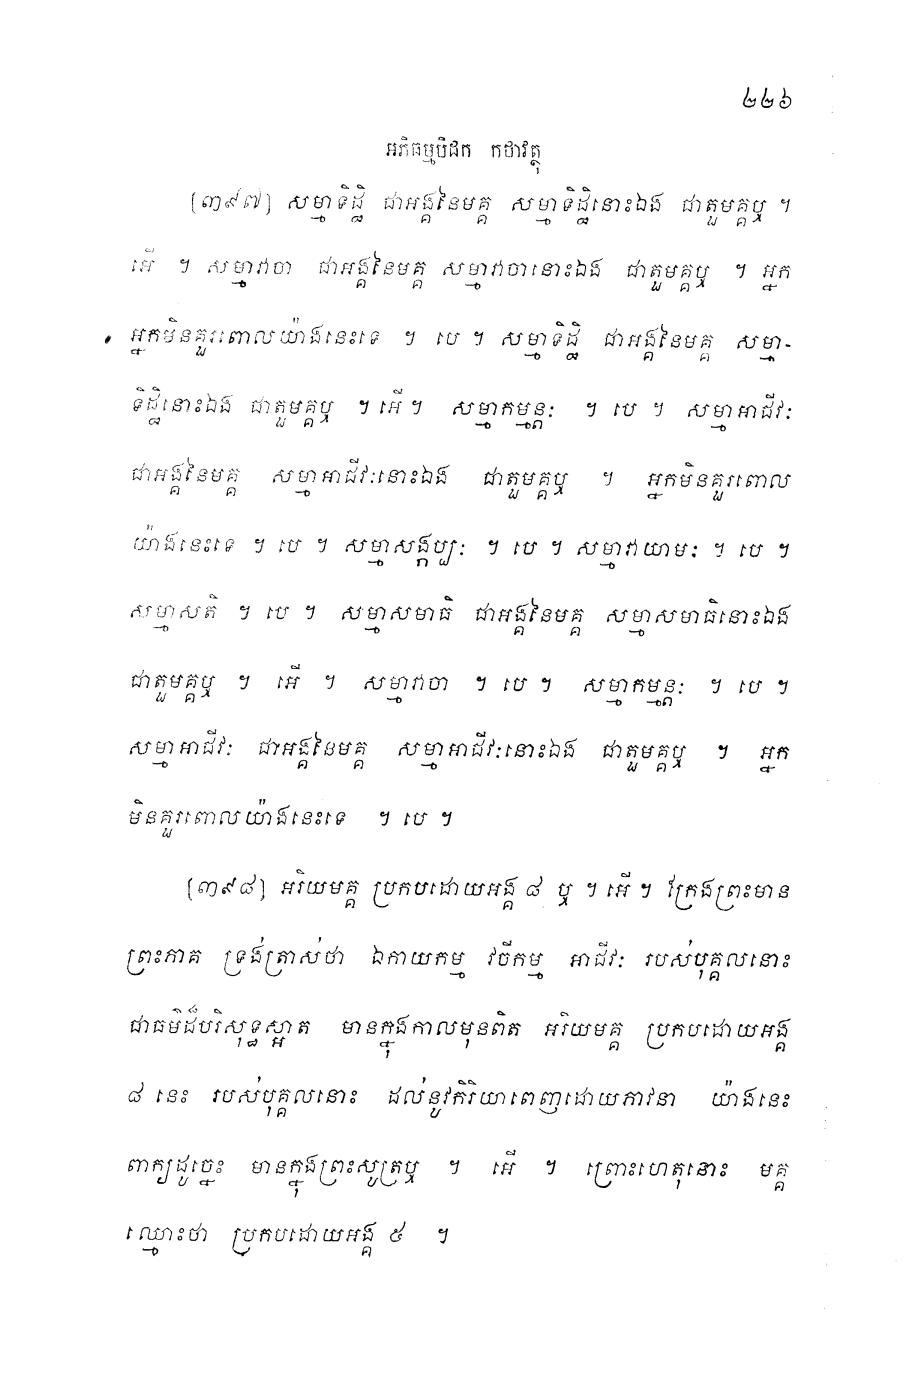 ២២៦
អភិធម្មបិដក កថាវត្ថុ
[៣៩៧] សម្មាទិដ្ឋិ ជាអង្គនៃមគ្គ សម្មាទិដ្ឋិនោះឯង ជាតួមគ្គឬ ។
អើ ។ សម្មាវាចា ជាអង្គនៃមគ្គ សម្មាវាចានោះឯង ជាតួមគ្គឬ ។ អ្នក
អ្នកមិនគួរពោលយ៉ាងនេះទេ ។ បេ ។ សម្មាទិដ្ឋិ ជាអង្គនៃមគ្គ សម្មា-
ទិដ្ឋិនោះឯង ជាតួមគ្គឬ ។ អើ ។ សម្មាកម្មន្តៈ ។ បេ ។ សម្មាអាជីវៈ
ជាអង្គនៃមគ្គ សម្មាអាជីវៈនោះឯង ជាតួមគ្គឬ ។ អ្នកមិនគួរពោល
យ៉ាងនេះទេ ។ បេ ។ សម្មាសង្កប្បៈ ។ បេ ។ សម្មាវាយាមៈ ។ បេ ។
សម្មាសតិ ។ បេ ។ សម្មាសមាធិ ជាអង្គនៃមគ្គ សម្មាសមាធិនោះឯង
ជាតួមគ្គឬ ។ អើ ។ សម្មាវាចា ។ បេ ។ សម្មាកម្មន្តៈ ។ បេ ។
សម្មាអាជីវៈ ជាអង្គនៃមគ្គ សម្មាអាជីវៈនោះឯង ជាតួមគ្គឬ ។ អ្នក
មិនគួរពោលយ៉ាងនេះទេ ។ បេ ។
[៣៩៨] អរិយមគ្គ ប្រកបដោយអង្គ ៨ ឬ ។ អើ ។ ក្រែងព្រះមាន
ព្រះភាគ ទ្រង់ត្រាស់ថា ឯកាយកម្ម វចីកម្ម អាជីវៈ របស់បុគ្គលនោះ
ជាធម៌ដ៏បរិសុទ្ធស្អាត មានក្នុងកាលមុនពិត អរិយមគ្គ ប្រកបដោយអង្គ
៨ នេះ របស់បុគ្គលនោះ ដល់នូវកិរិយាពេញដោយភាវនា យ៉ាងនេះ
ពាក្យដូច្នេះ មានក្នុងព្រះសូត្រឬ ។ អើ ។ ព្រោះហេតុនោះ មគ្គ
ឈ្មោះថា ប្រកបដោយអង្គ ៥ ។